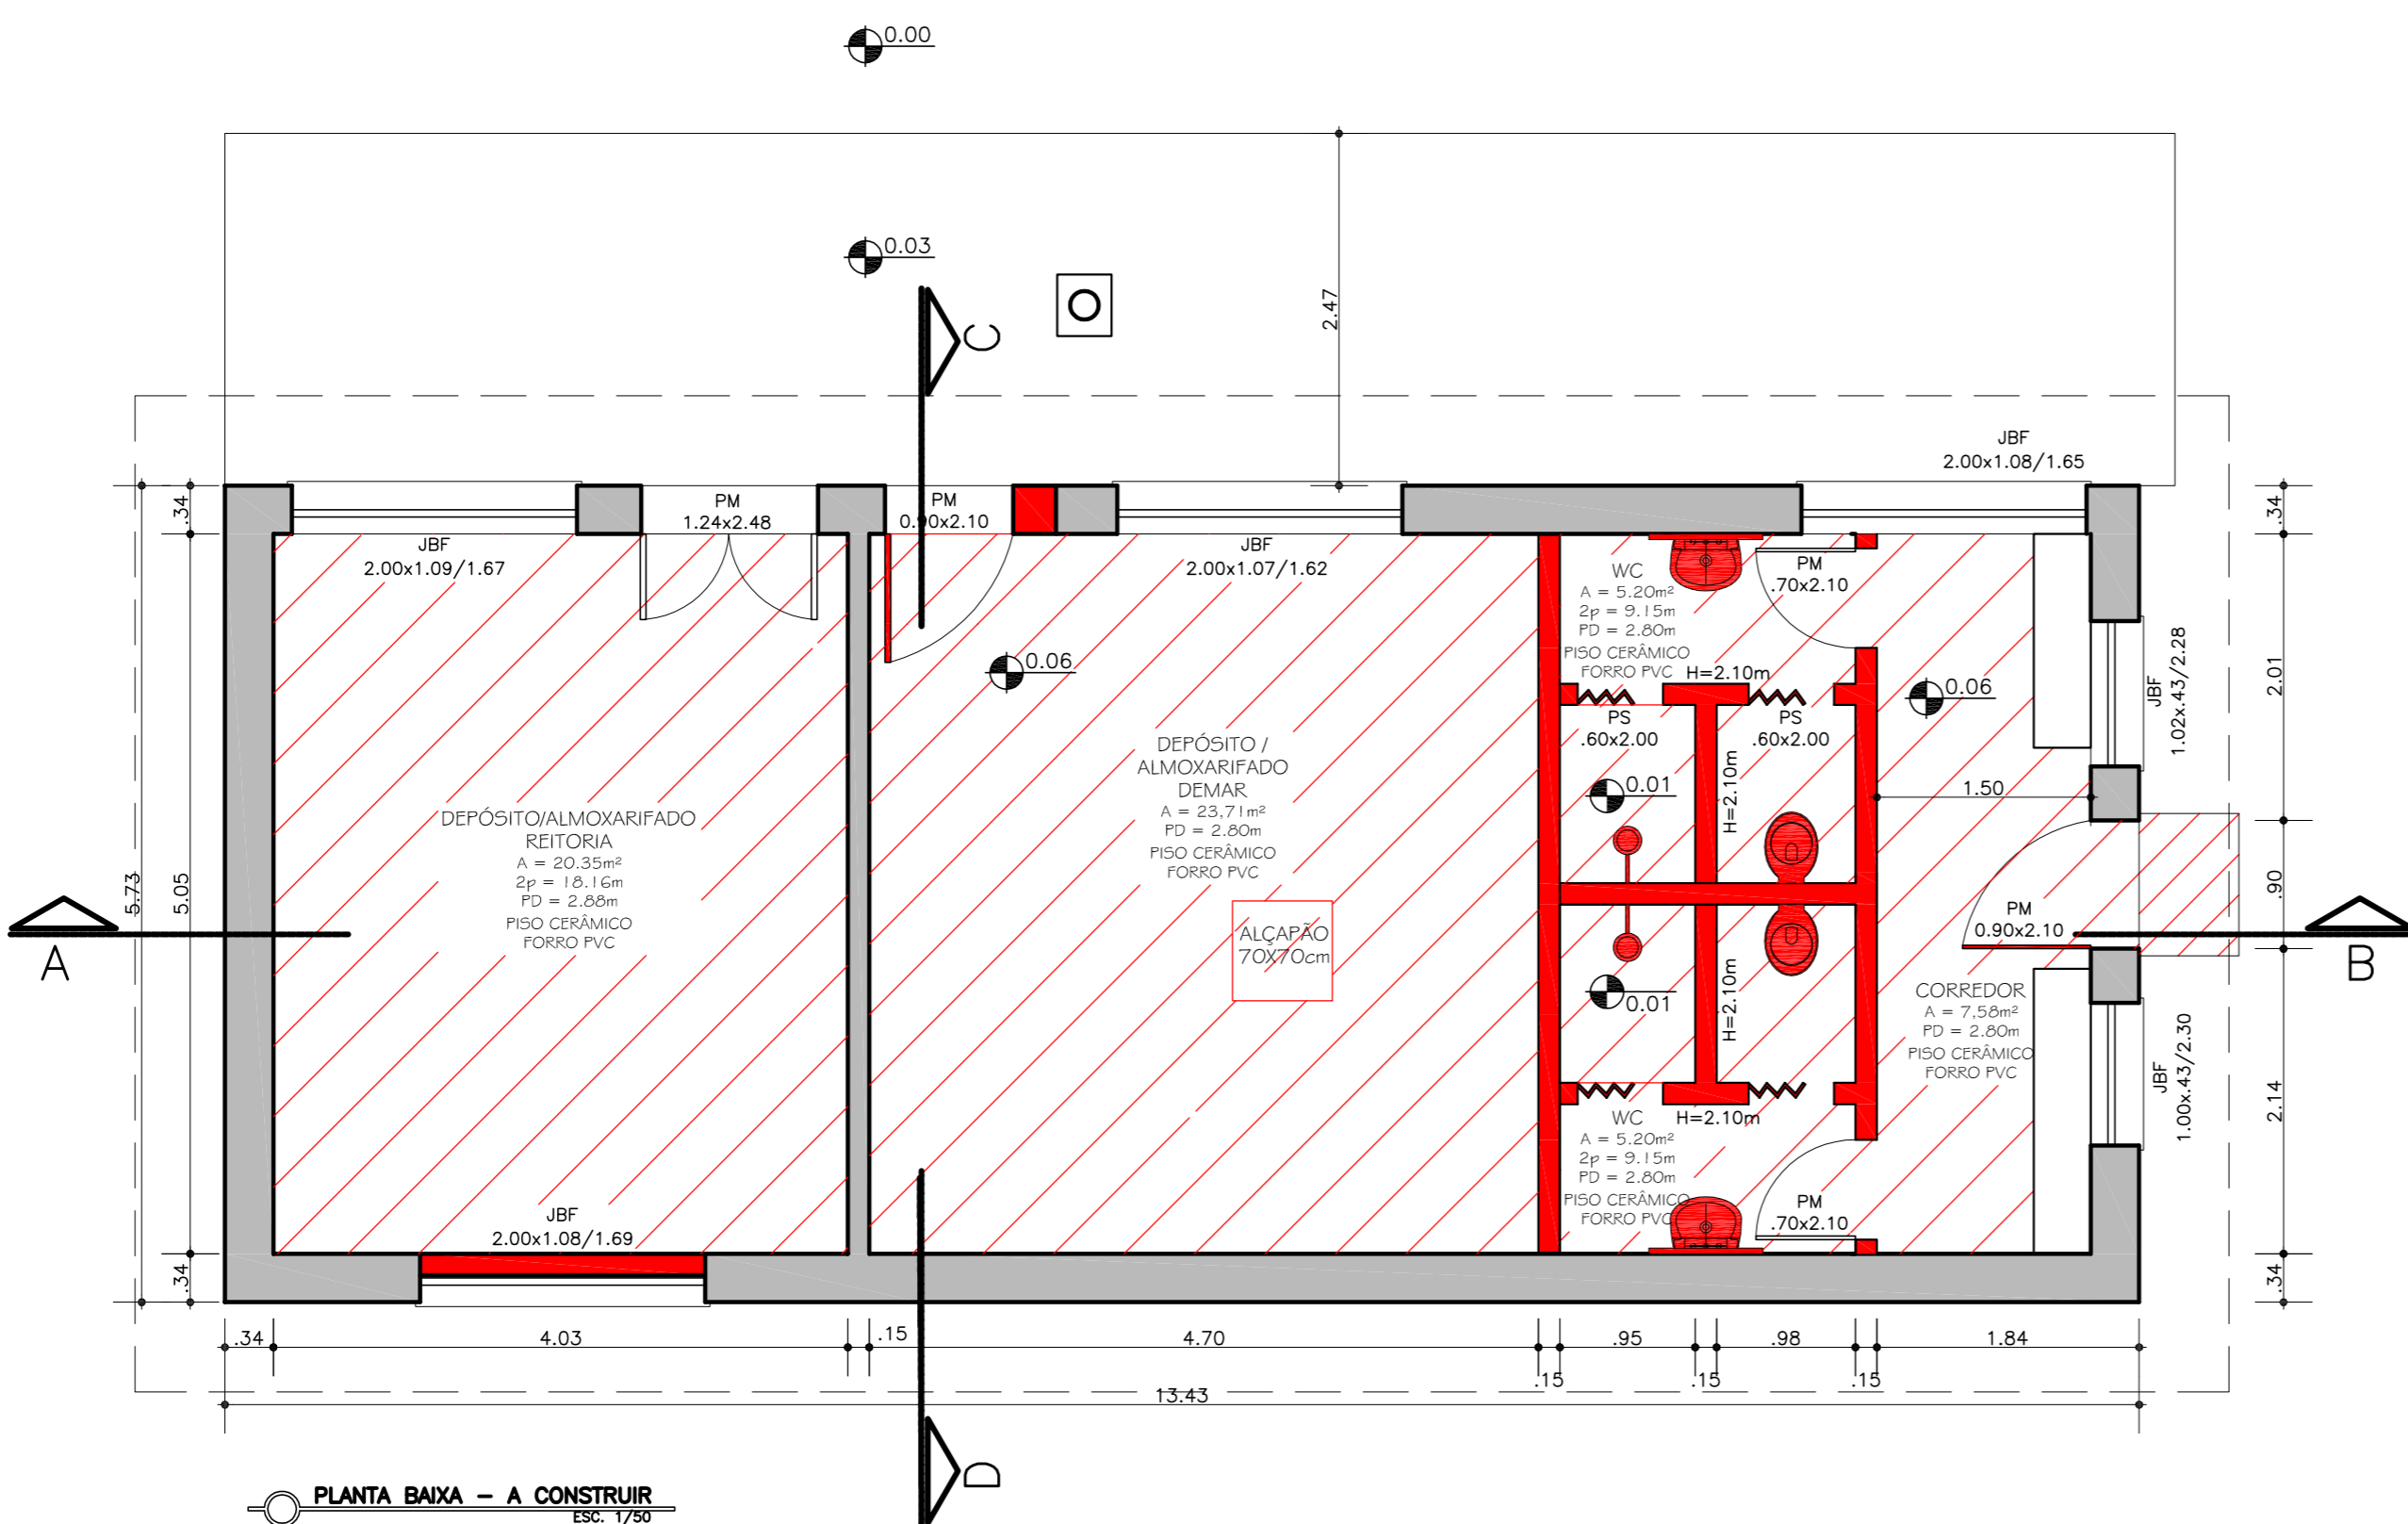 0.00
0.03
2.47
C
JBF
2.00x1.08/1.65
.34
PM
1.24x2.48
PM
0.90x2.10
.34
JBF
2.00x1.09/1.67
JBF
2.00x1.07/1.62
WC
A = 5.20m²
2p = 9.15m
PD = 2.80m
PISO CERÂMICO
FORRO PVC
PM
.70x2.10
H=2.10m
0.06
0.06
JBF
1.02x.43/2.28
2.01
PS
.60x2.00
PS
.60x2.00
H=2.10m
0.01
1.50
DEPÓSITO /
ALMOXARIFADO
DEMAR
A = 23,71m²
PD = 2.80m
PISO CERÂMICO
FORRO PVC
DEPÓSITO/ALMOXARIFADO
REITORIA
A = 20.35m²
2p = 18.16m
PD = 2.88m
PISO CERÂMICO
FORRO PVC
5.73
5.05
.90
PM
0.90x2.10
ALÇAPÃO
70X70cm
A
B
0.01
H=2.10m
CORREDOR
A = 7,58m²
PD = 2.80m
PISO CERÂMICO
FORRO PVC
JBF
1.00x.43/2.30
2.14
WC
A = 5.20m²
2p = 9.15m
PD = 2.80m
PISO CERÂMICO
FORRO PVC
H=2.10m
PM
.70x2.10
JBF
2.00x1.08/1.69
.34
.34
.34
4.03
.15
4.70
.95
.98
1.84
.15
.15
.15
13.43
D
PLANTA BAIXA – A CONSTRUIR
ESC. 1/50